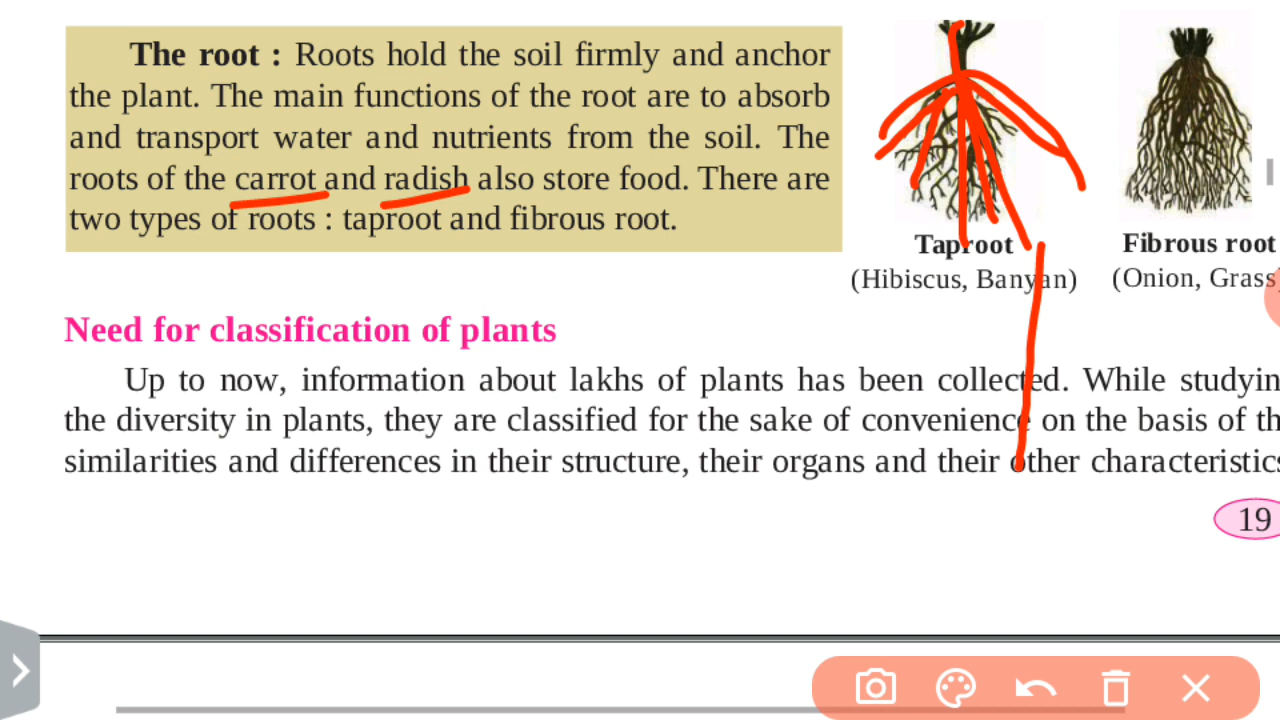 The root : Roots hold the soil firmly and anchor
the plant. The main functions of the root are to absorb
and transport water and nutrients from the soil. The
roots of the carrot and radish also store food. There are
two types of roots : taproot and fibrous root.
Taproot
(Hibiscus, Banyan)
Fibrous root
(Onion, Grass)
Need for classification of plants
Up to now, information about lakhs of plants has been collected. While studyin
the diversity in plants, they are classified for the sake of convenience on the basis of th
similarities and differences in their structure, their organs and their other characteristics
19